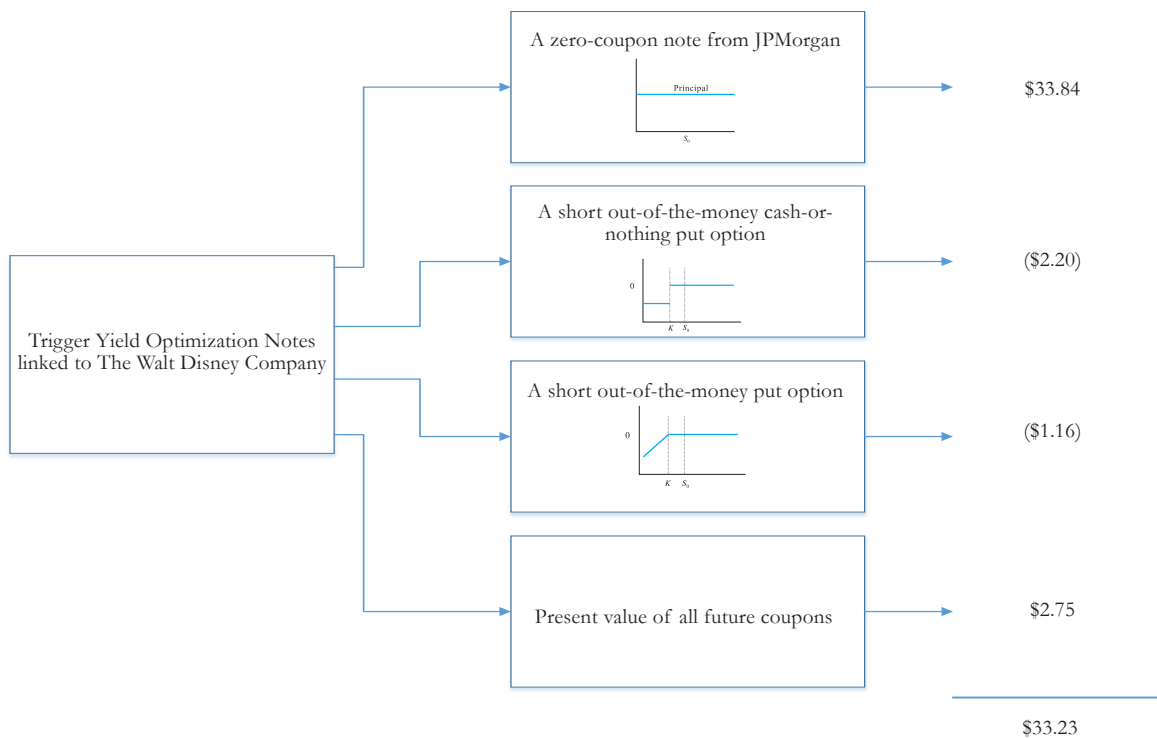 A zero-coupon note from JPMorgan
Principal
S₀
$33.84
A short out-of-the-money cash-or-
nothing put option
0
K
S₀
($2.20)
Trigger Yield Optimization Notes
linked to The Walt Disney Company
A short out-of-the-money put option
0
K
S₀
($1.16)
Present value of all future coupons
$2.75
$33.23